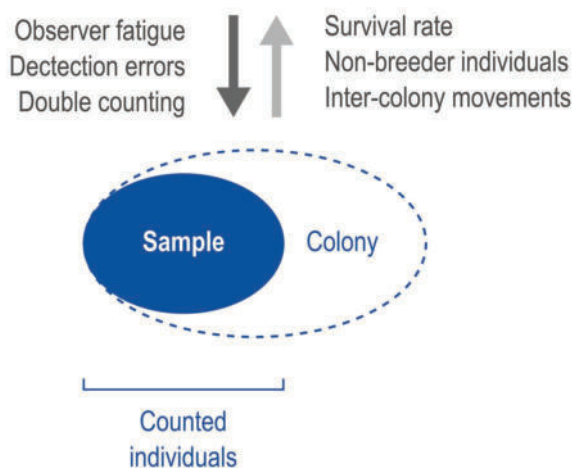 Observer fatigue
Dectection errors
Double counting
Survival rate
Non-breeder individuals
Inter-colony movements
Sample
Colony
Counted
individuals